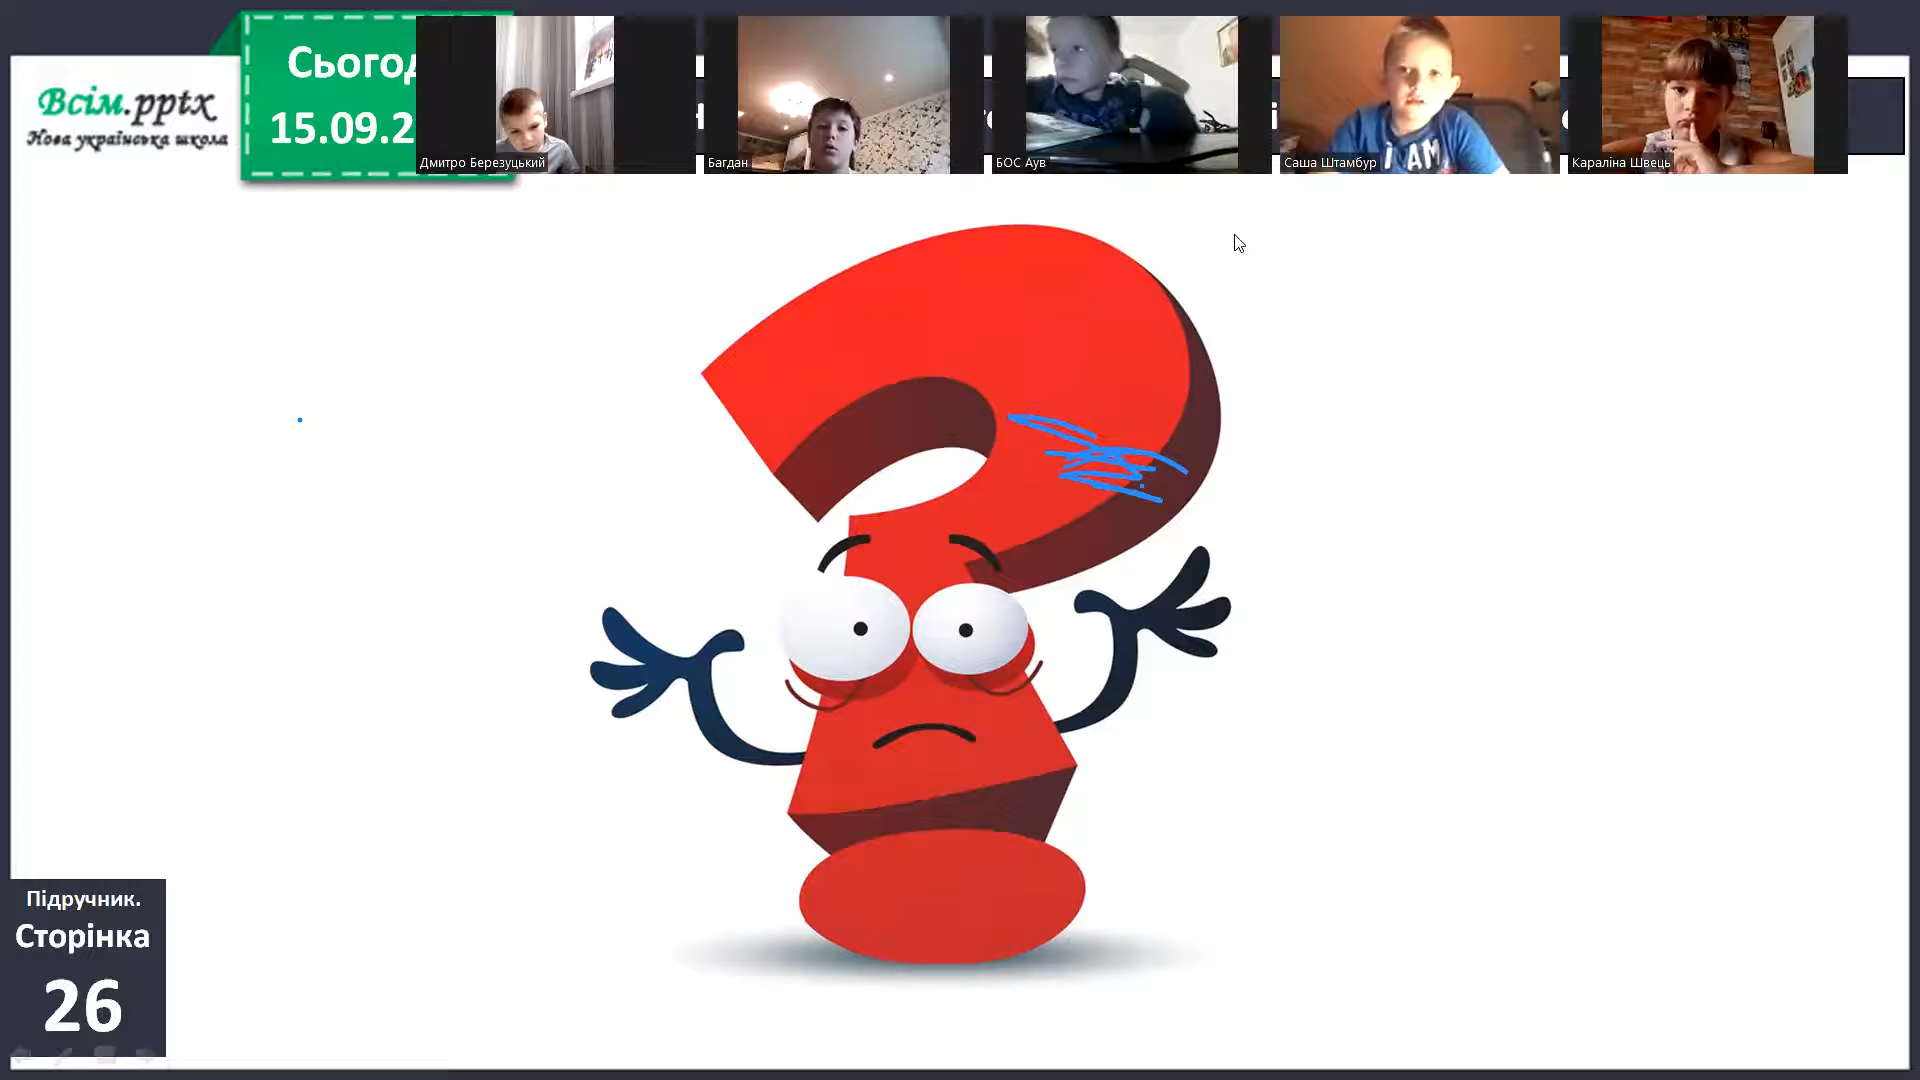 Всім.pptx
Нова українська школа
15.09.2
Дмитро Березуцький
Багдан
БОС Аув
Саша Штамбур
Караліна Швець
I AM
Підручник.
Сторінка
26